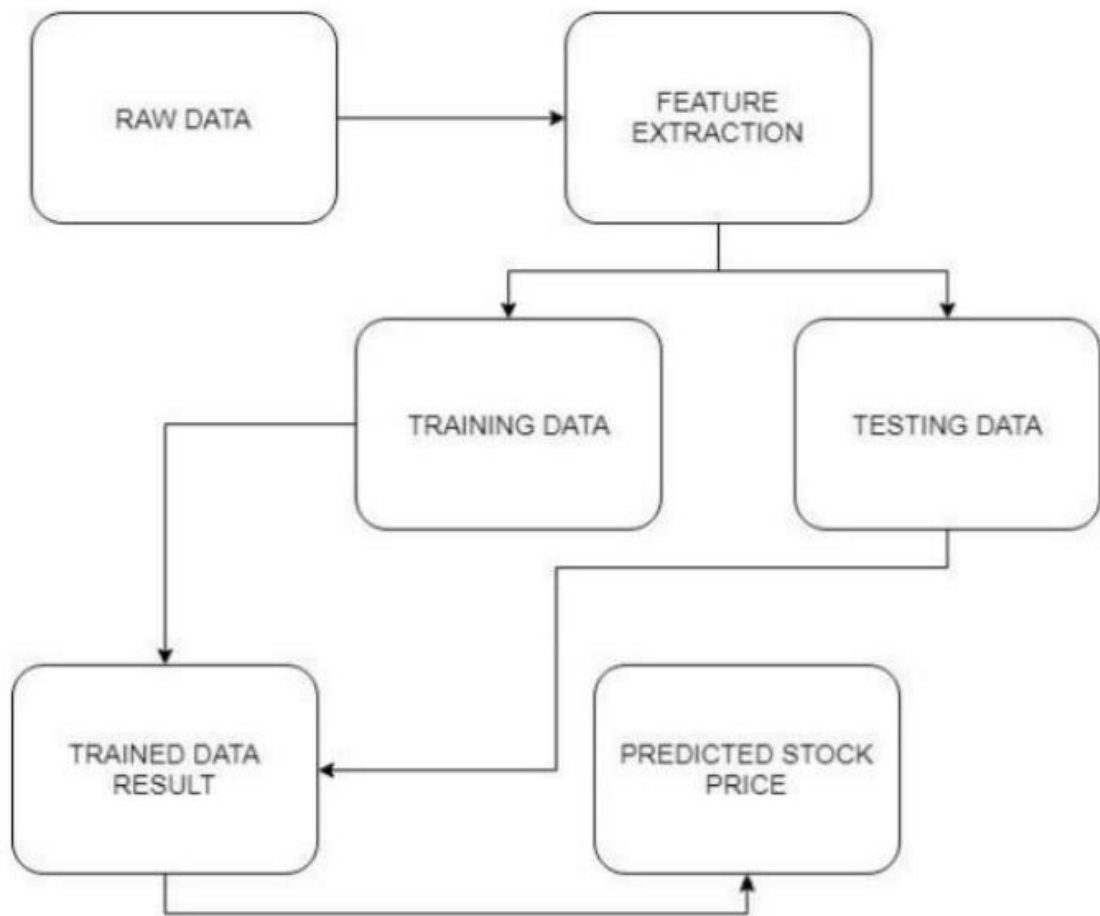 RAW DATA
FEATURE
EXTRACTION
TRAINING DATA
TESTING DATA
TRAINED DATA
RESULT
PREDICTED STOCK
PRICE